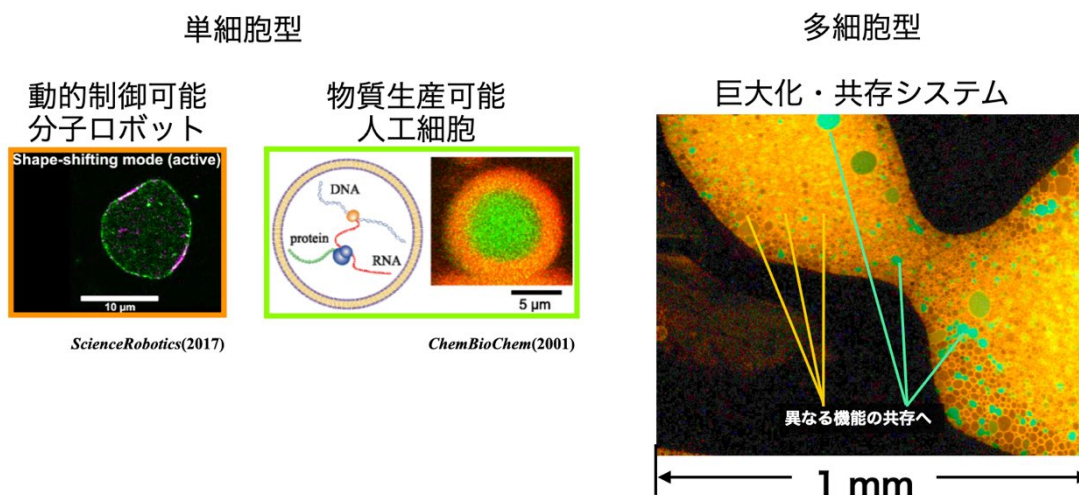 単細胞型
動的制御可能
分子ロボット
Shape-shifting mode (active)
10 μm
ScienceRobotics(2017)
物質生産可能
人工細胞
DNA
protein
RNA
5 μm
ChemBioChem(2001)
多細胞型
巨大化・共存システム
異なる機能の共存へ
1 mm